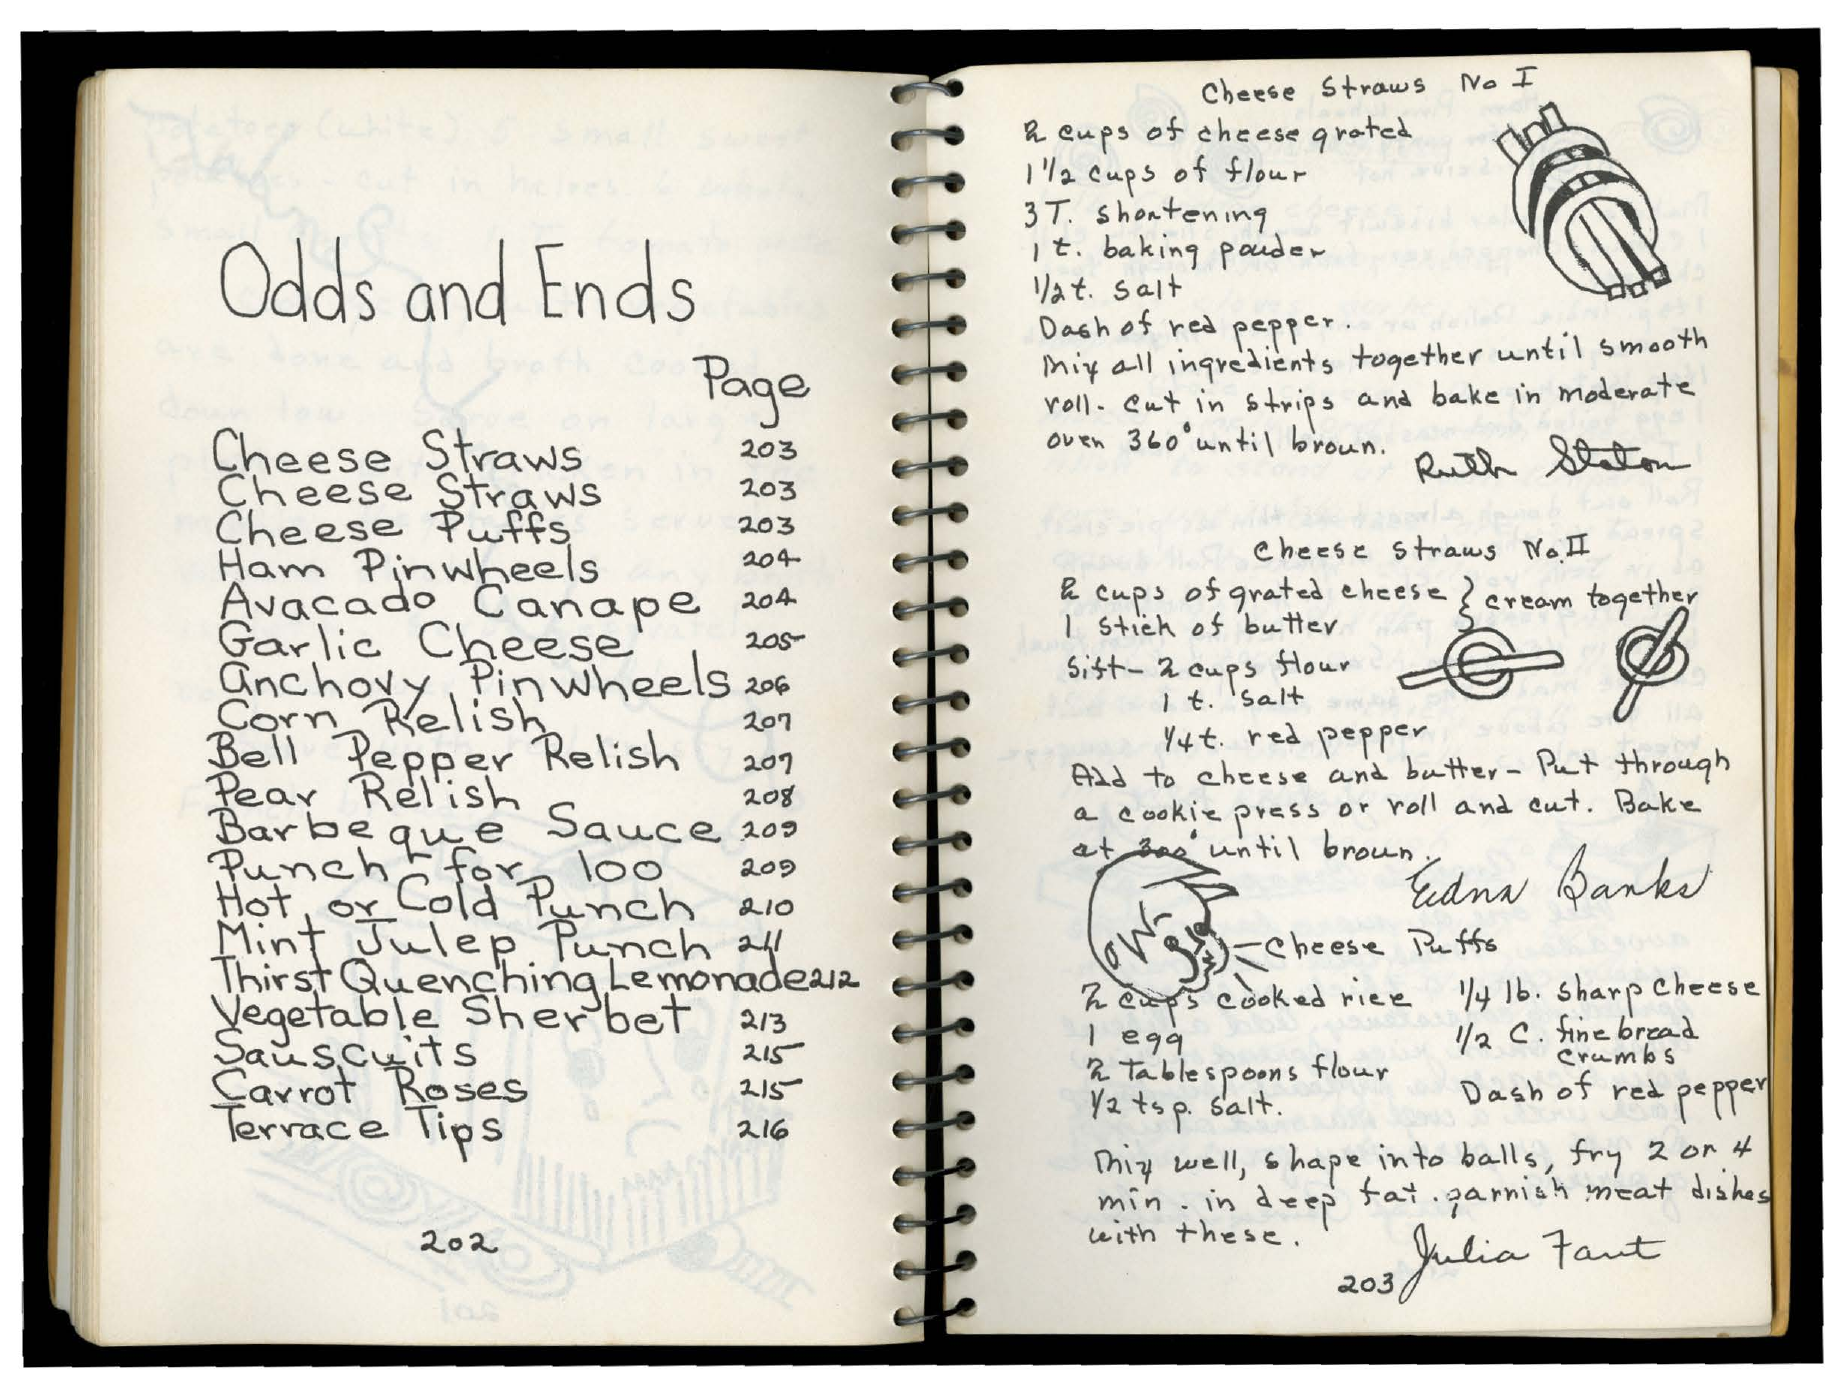 Odds and Ends
Page
Cheese Straws 203
Cheese Straws 203
Cheese Puffs 203
Ham Pinwheels 204
Avacado Canape 204
Garlic Cheese 205
Anchovy Pinwheels 206
Corn Relish 207
Bell Pepper Relish 207
Pear Relish 208
Barbeque Sauce 209
Punch for 100 209
Hot or Cold Punch 210
Mint Julep Punch 211
Thirst Quenching Lemonade 212
Vegetable Sherbet 213
Sauscuits 215
Carrot Roses 215
Terrace Tips 216
202
Cheese Straws No I
2 cups of cheese grated
1 1/2 cups of flour
3 T. shortening
1 t. baking powder
1/2 t. salt
Dash of red pepper.
Mix all ingredients together until smooth
roll. cut in strips and bake in moderate
oven 360° until brown.
Ruth Staton
Cheese Straws No. II
2 cups of grated cheese } cream together
1 stick of butter
Sift - 2 cups flour
1 t. salt
1/4 t. red pepper
Add to cheese and butter - Put through
a cookie press or roll and cut. Bake
at 300° until brown.
Edna Banks
Cheese Puffs
2 cups cooked rice 1/4 lb. sharp cheese
1 egg 1/2 C. fine bread
crumbs
2 tablespoons flour
1/2 tsp. salt. Dash of red pepper
Mix well, shape into balls, fry 2 or 4
min. in deep fat. garnish meat dishes
with these.
Julia Fant
203